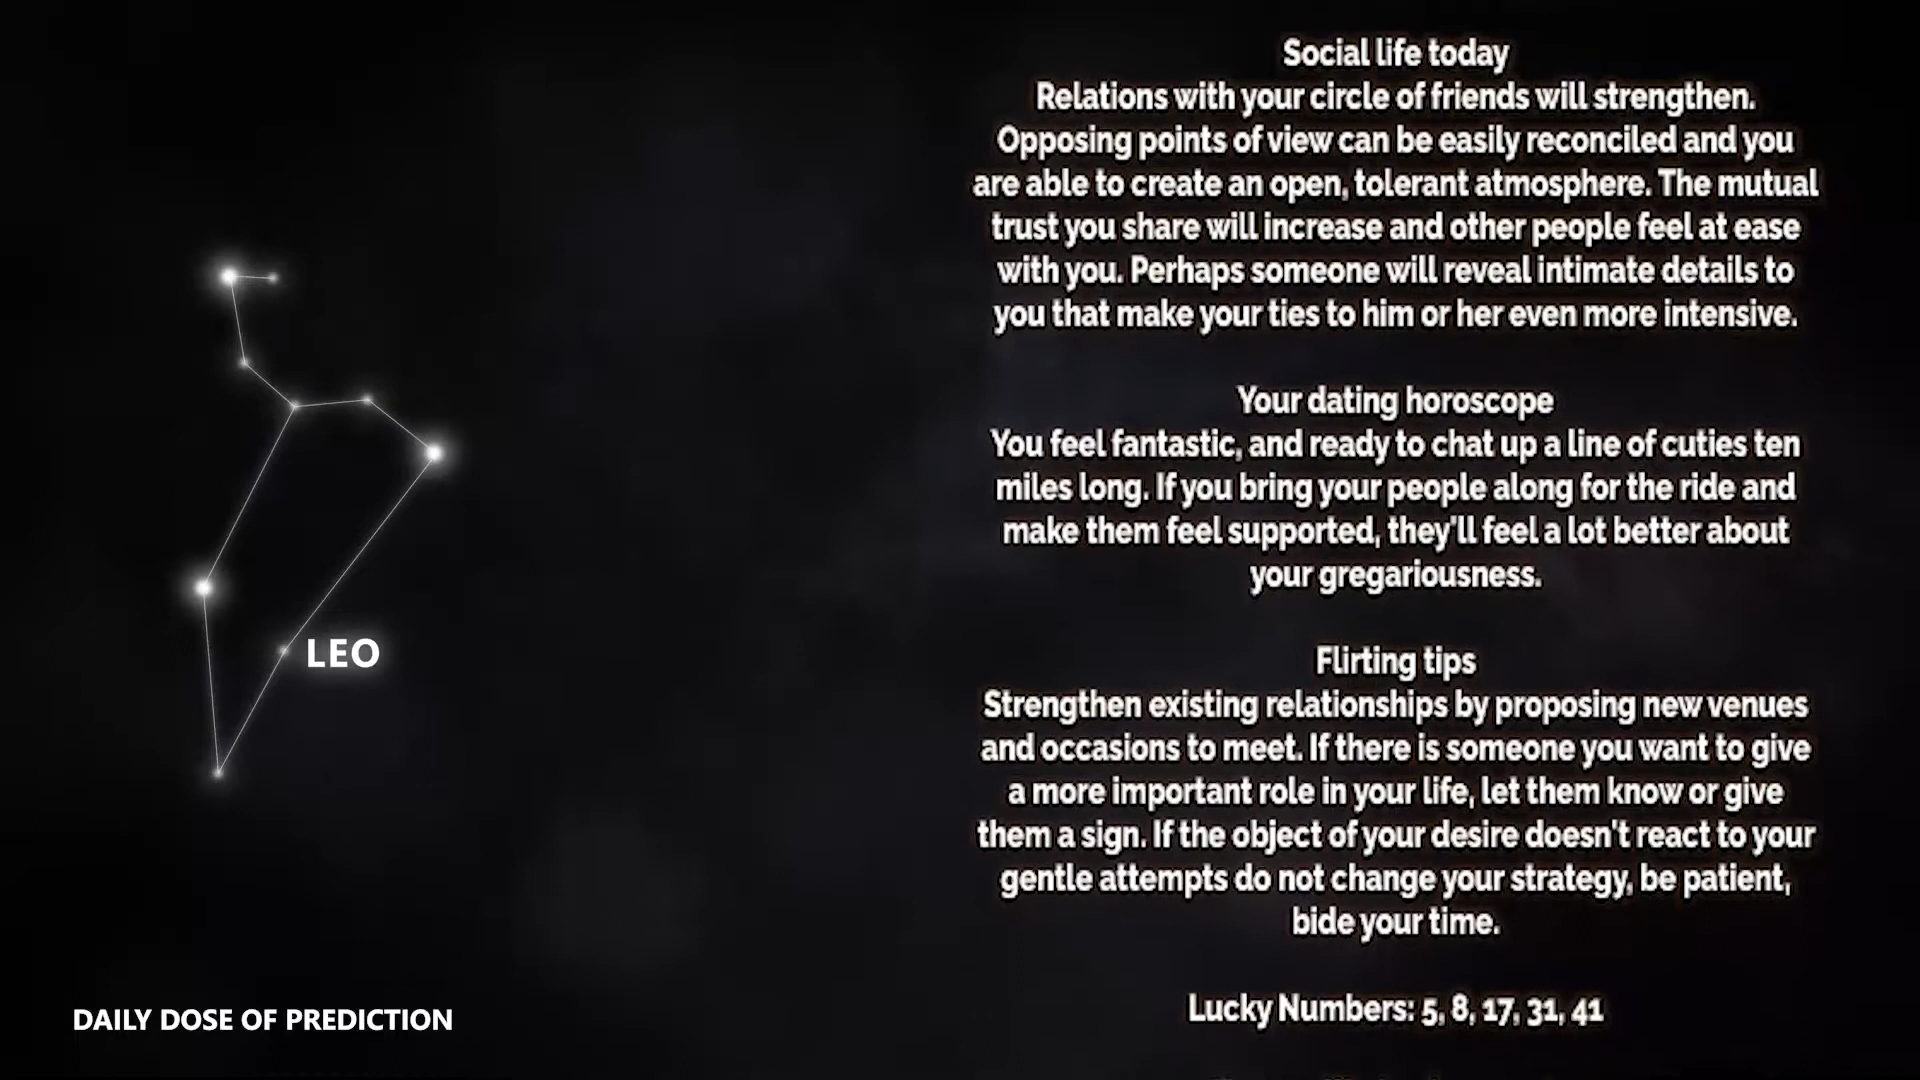 Social life today
Relations with your circle of friends will strengthen.
Opposing points of view can be easily reconciled and you
are able to create an open, tolerant atmosphere. The mutual
trust you share will increase and other people feel at ease
with you. Perhaps someone will reveal intimate details to
you that make your ties to him or her even more intensive.
Your dating horoscope
You feel fantastic, and ready to chat up a line of cuties ten
miles long. If you bring your people along for the ride and
make them feel supported, they'll feel a lot better about
your gregariousness.
Flirting tips
Strengthen existing relationships by proposing new venues
and occasions to meet. If there is someone you want to give
a more important role in your life, let them know or give
them a sign. If the object of your desire doesn't react to your
gentle attempts do not change your strategy, be patient,
bide your time.
Lucky Numbers: 5, 8, 17, 31, 41
LEO
DAILY DOSE OF PREDICTION